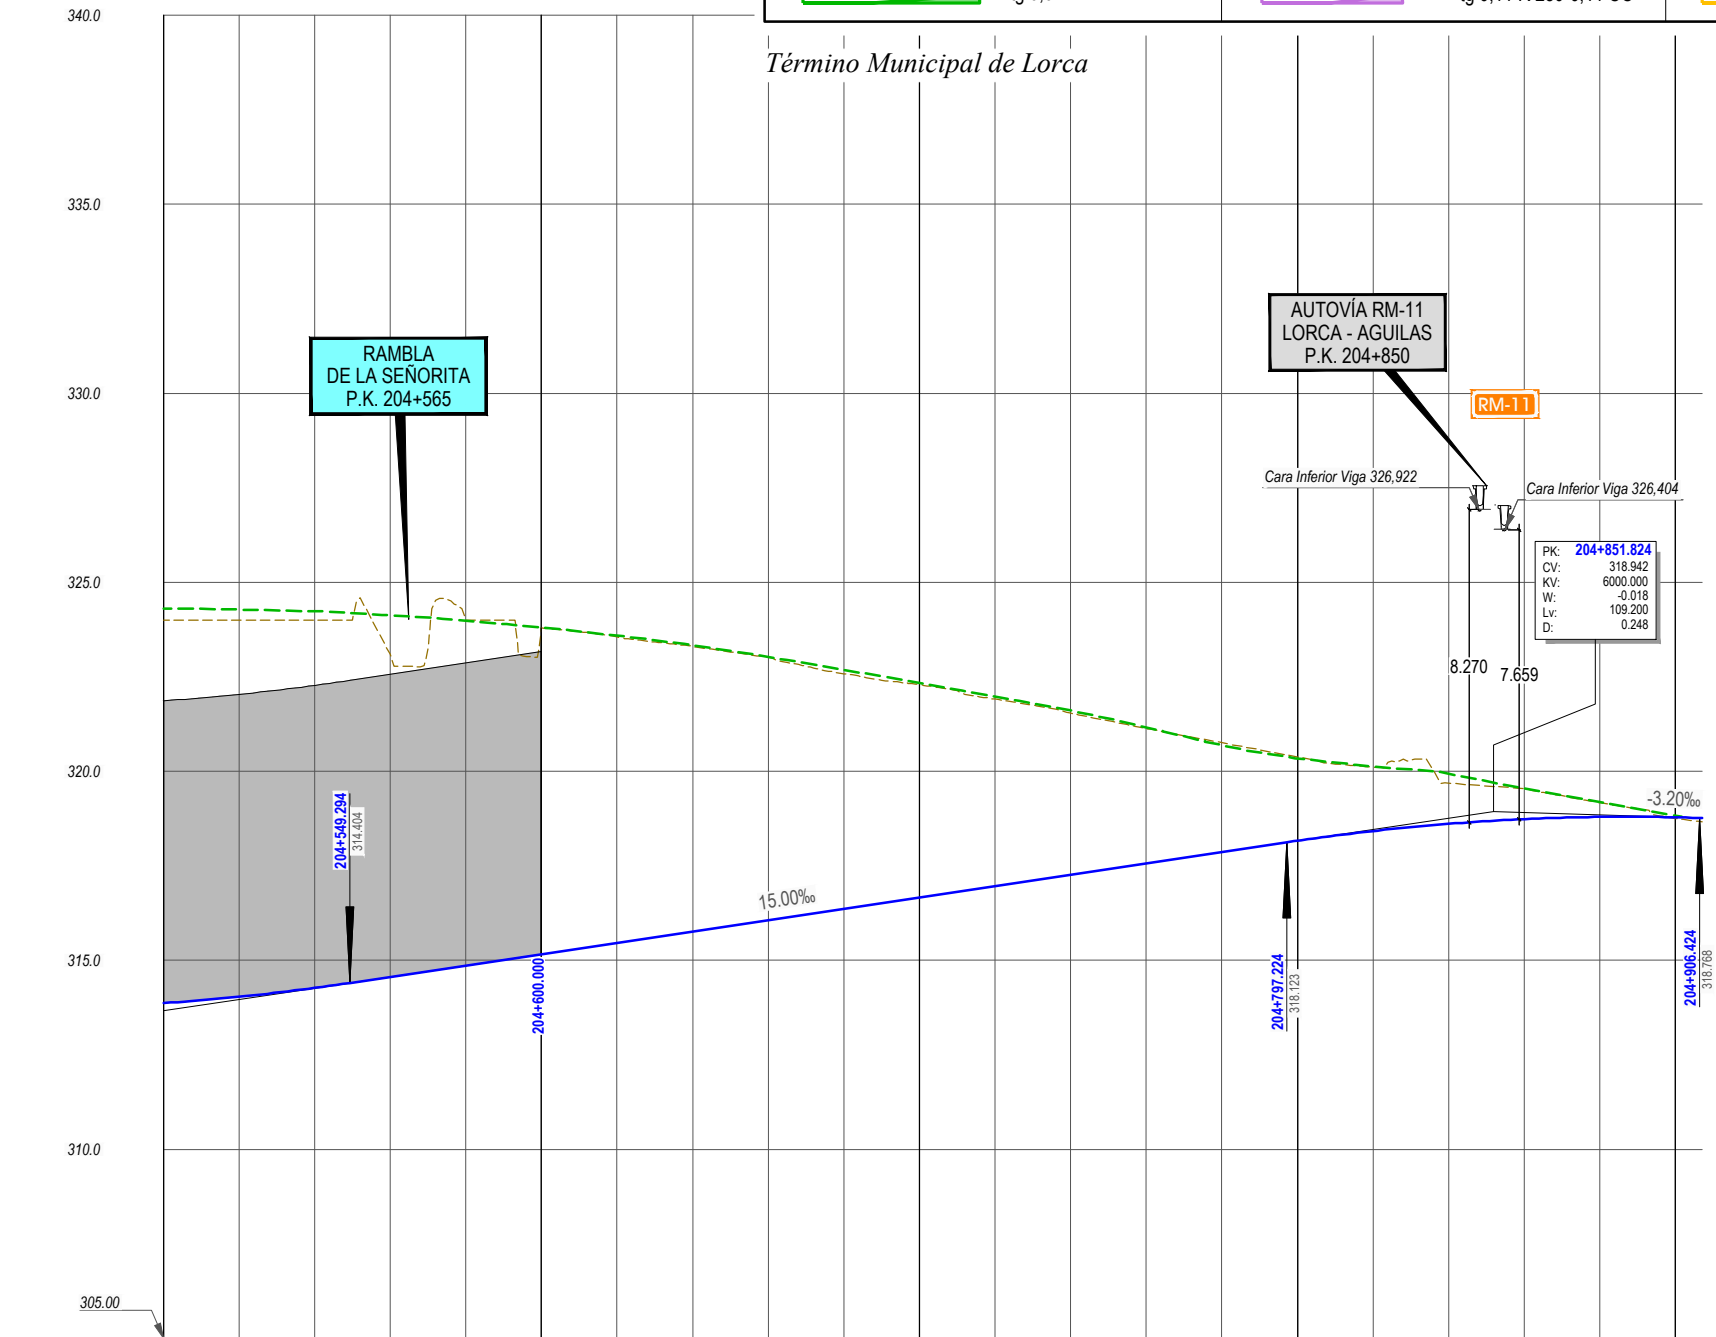 340.0
Término Municipal de Lorca
335.0
330.0
325.0
320.0
315.0
310.0
305.00
RAMBLA
DE LA SEÑORITA
P.K. 204+565
AUTOVÍA RM-11
LORCA - AGUILAS
P.K. 204+850
RM-11
Cara Inferior Viga 326,922
Cara Inferior Viga 326,404
PK: 204+851.824
CV: 318.942
KV: 6000.000
W: -0.018
Lv: 109.200
D: 0.248
8.270
7.659
-3.20‰
15.00‰
204+549.294
314.404
204+600.000
204+797.224
318.123
204+906.424
318.768